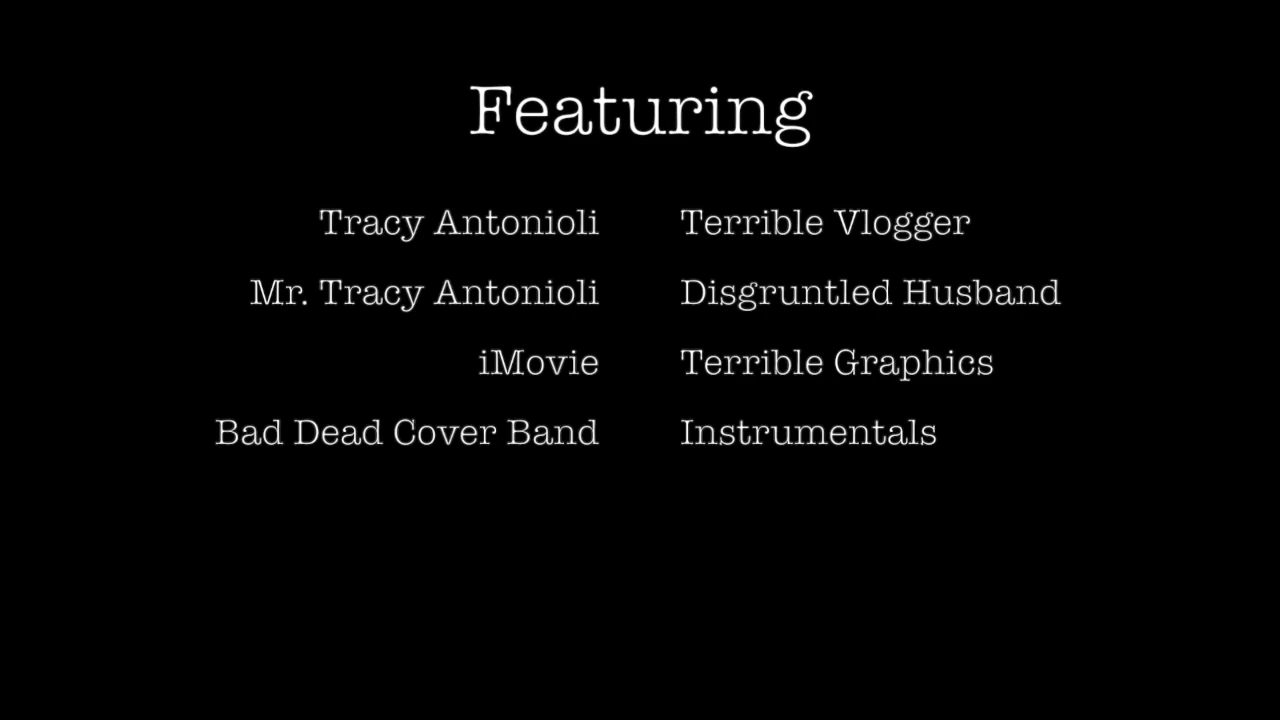 Featuring
Tracy Antonioli Terrible Vlogger
Mr. Tracy Antonioli Disgruntled Husband
iMovie Terrible Graphics
Bad Dead Cover Band Instrumentals